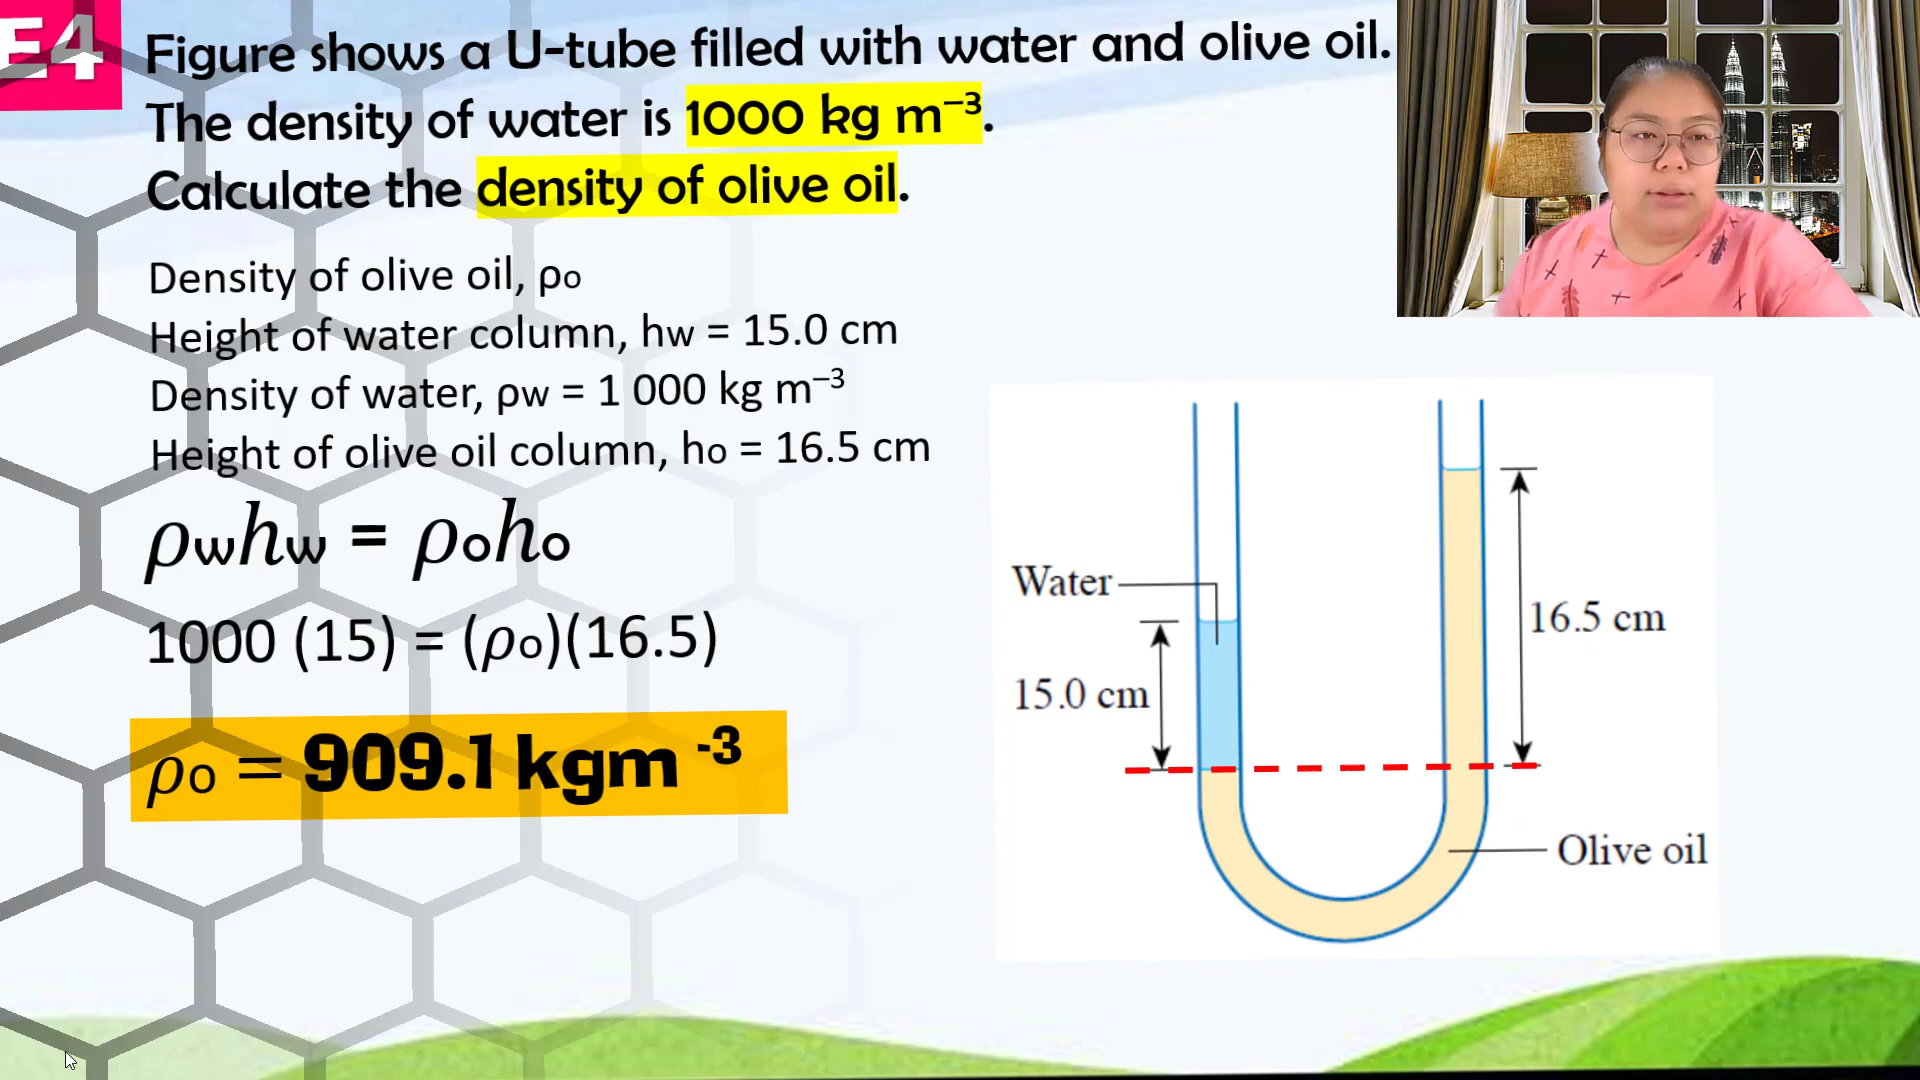 E4
Figure shows a U-tube filled with water and olive oil.
The density of water is 1000 kg m⁻³.
Calculate the density of olive oil.
Density of olive oil, ρo
Height of water column, hw = 15.0 cm
Density of water, ρw = 1 000 kg m⁻³
Height of olive oil column, ho = 16.5 cm
ρwhw = ρoho
1000 (15) = (ρo)(16.5)
ρo = 909.1 kgm ⁻³
Water
16.5 cm
15.0 cm
Olive oil